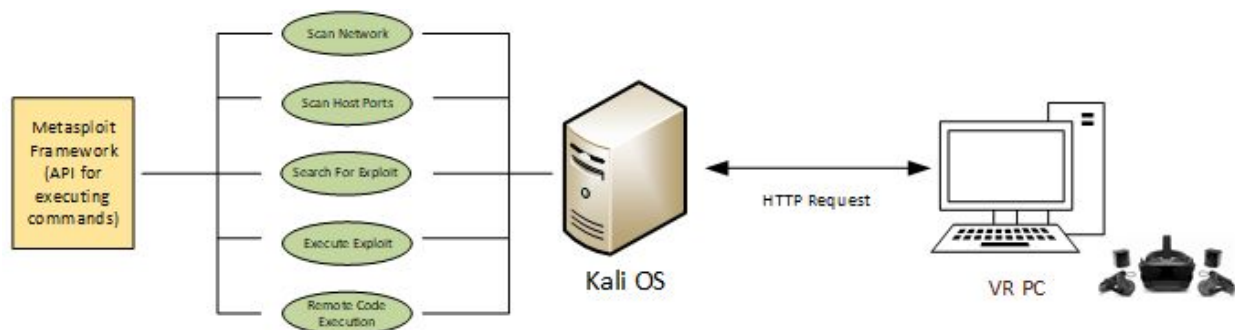 Metasploit
Framework
(API for
executing
commands)
Scan Network
Scan Host Ports
Search For Exploit
Execute Exploit
Remote Code
Execution
Kali OS
HTTP Request
VR PC